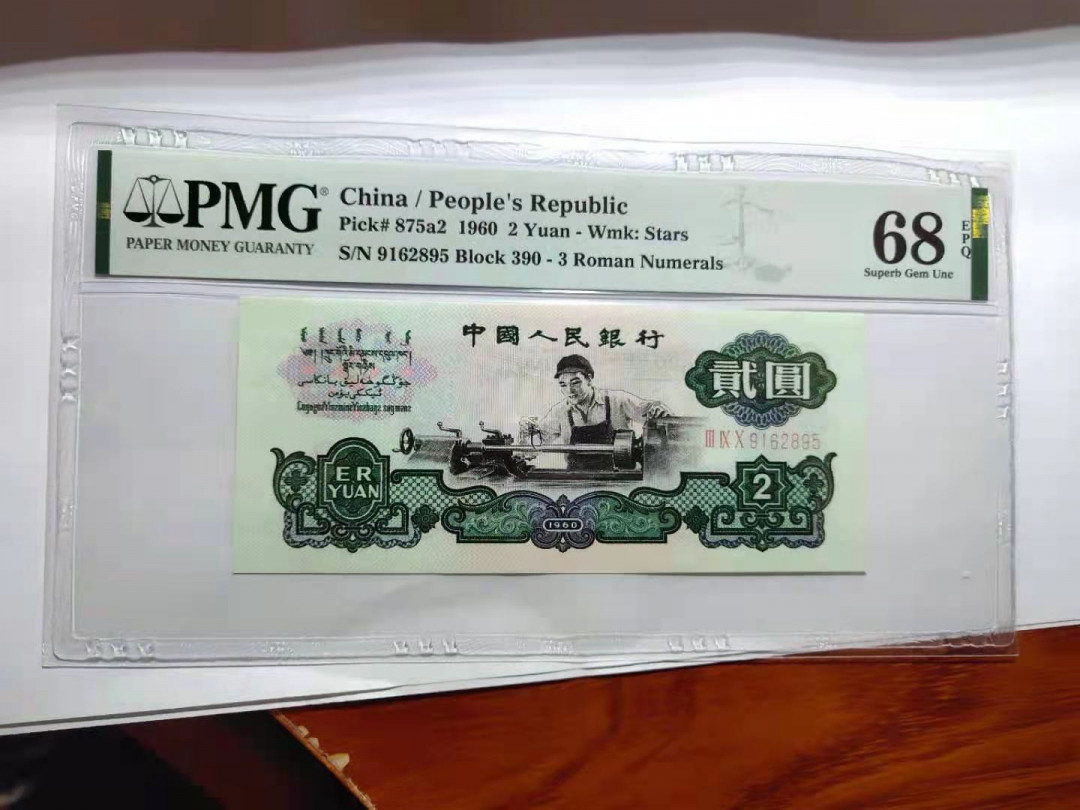 PMG®
PAPER MONEY GUARANTY
China / People's Republic
Pick# 875a2 1960 2 Yuan - Wmk: Stars
S/N 9162895 Block 390 - 3 Roman Numerals
68
EPQ
Superb Gem Unc
中國人民銀行
貳圓
III IX X 9162895
ER
YUAN
2
1960